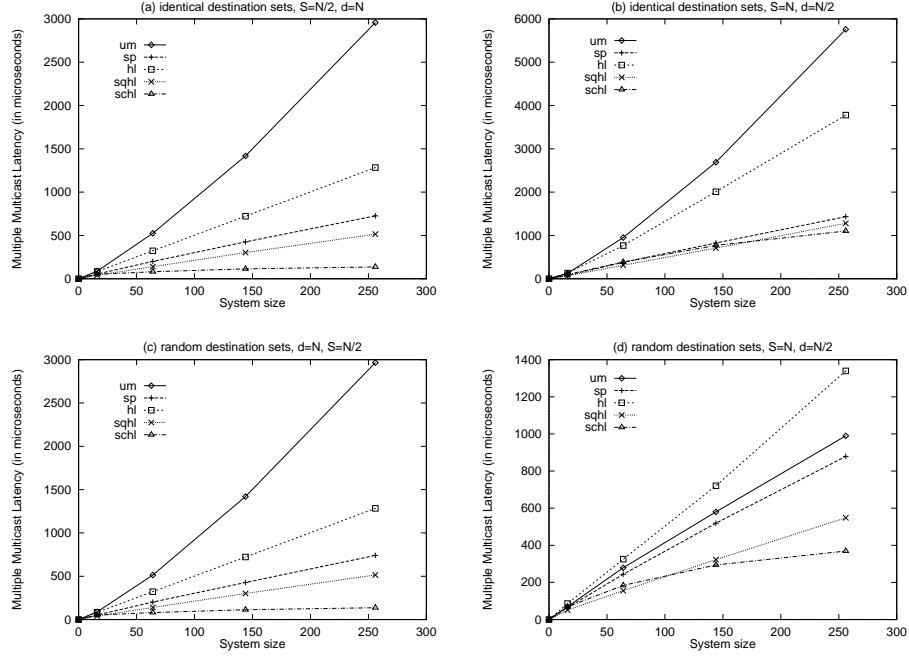 (a) identical destination sets, S=N/2, d=N
Multiple Multicast Latency (in microseconds)
3000
2500
2000
1500
1000
500
0
um
sp
hl
sqhl
schl
0 50 100 150 200 250 300
System size
(b) identical destination sets, S=N, d=N/2
Multiple Multicast Latency (in microseconds)
6000
5000
4000
3000
2000
1000
0
um
sp
hl
sqhl
schl
0 50 100 150 200 250 300
System size
(c) random destination sets, d=N, S=N/2
Multiple Multicast Latency (in microseconds)
3000
2500
2000
1500
1000
500
0
um
sp
hl
sqhl
schl
0 50 100 150 200 250 300
System size
(d) random destination sets, S=N, d=N/2
Multiple Multicast Latency (in microseconds)
1400
1200
1000
800
600
400
200
0
um
sp
hl
sqhl
schl
0 50 100 150 200 250 300
System size